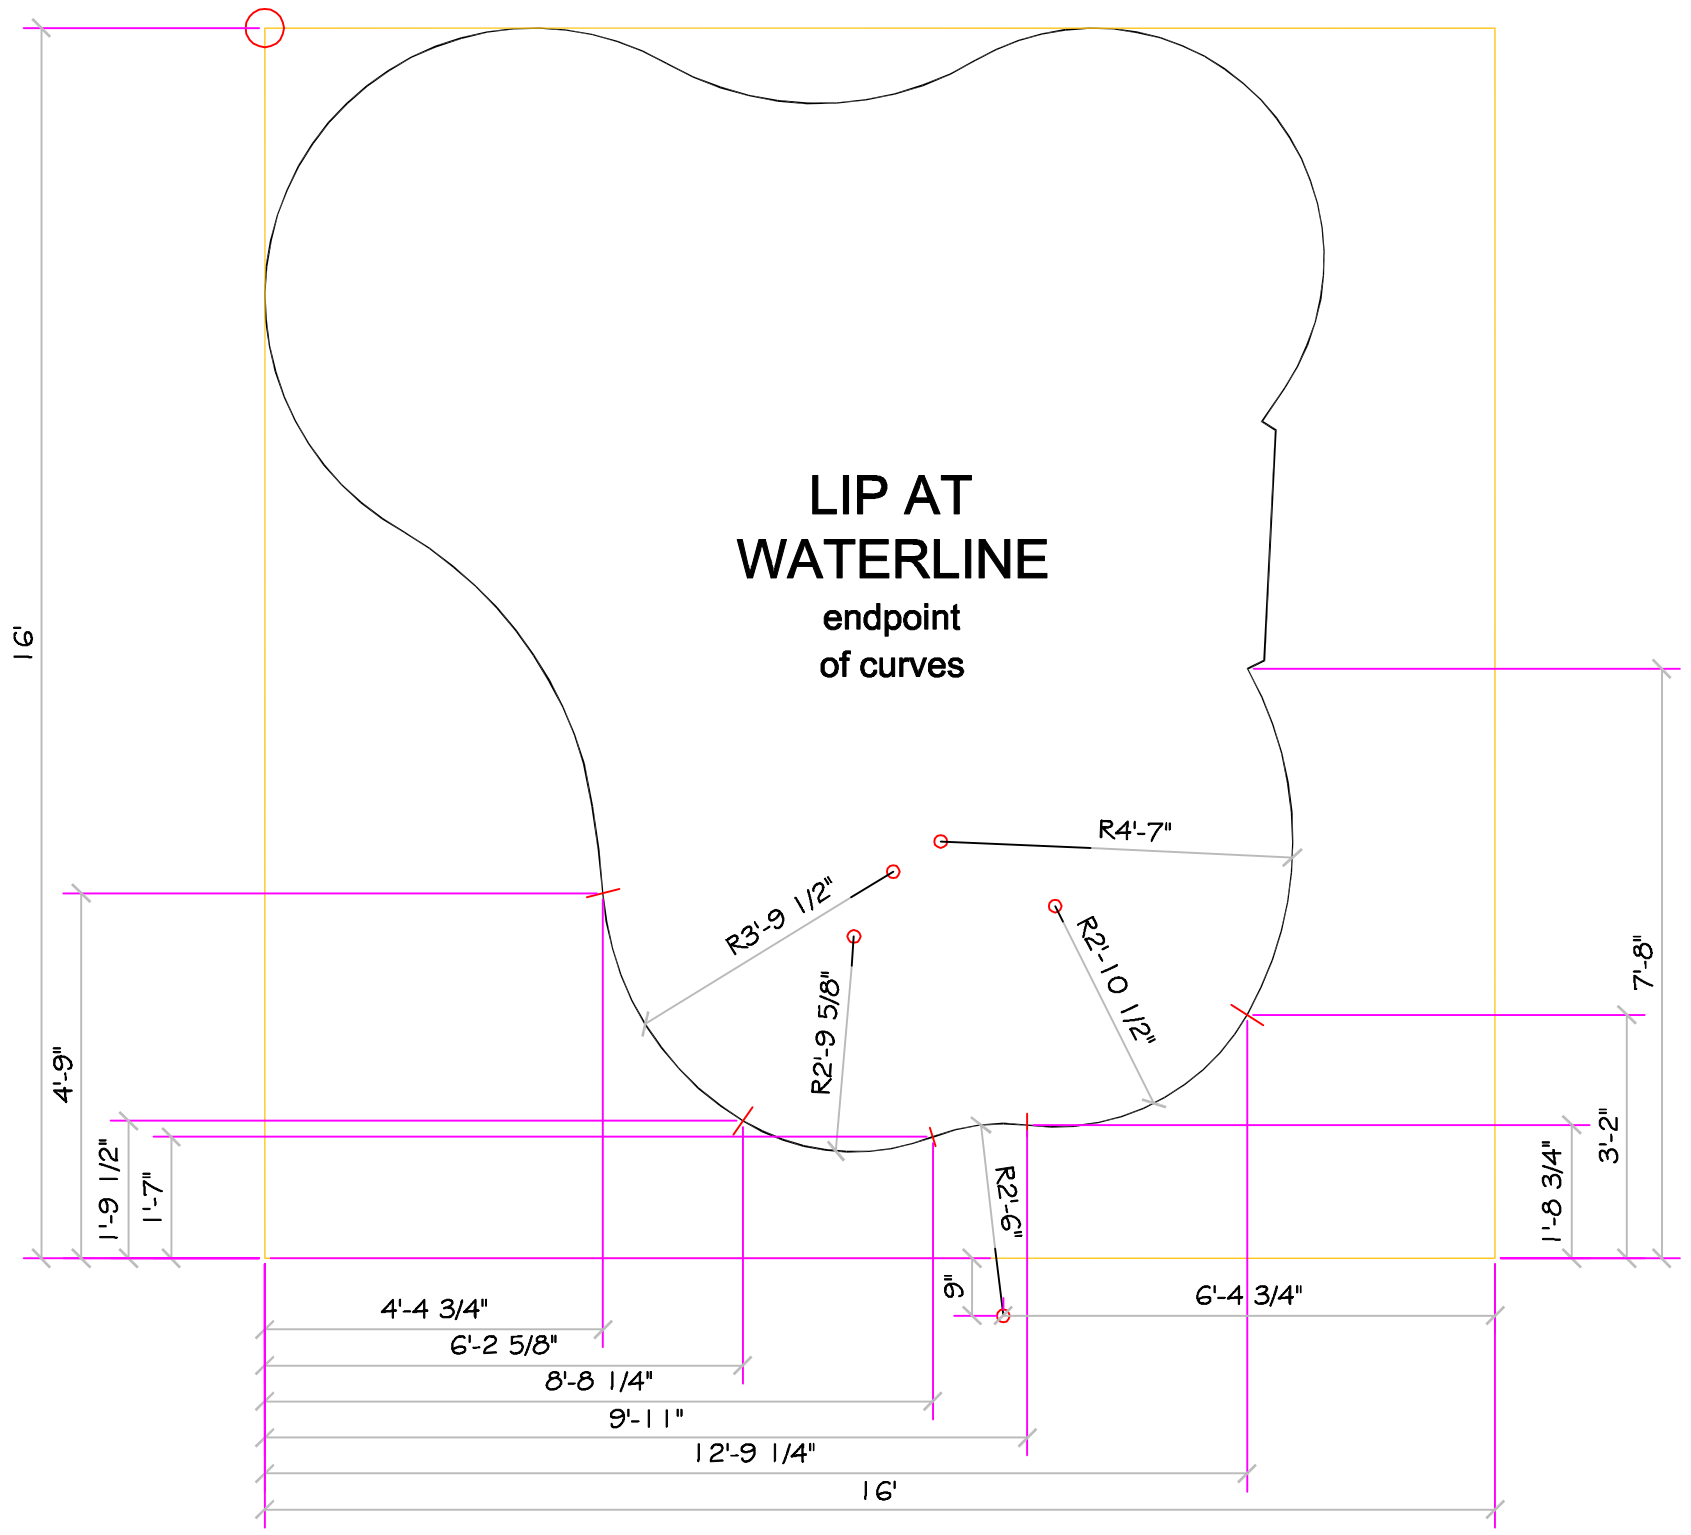 LIP AT
WATERLINE
endpoint
of curves
16'
R4'-7"
R3'-9 1/2"
R2'-10 1/2"
R2'-9 5/8"
7'-8"
4'-9"
3'-2"
1'-9 1/2"
1'-7"
R2'-6"
1'-8 3/4"
9"
6'-4 3/4"
4'-4 3/4"
6'-2 5/8"
8'-8 1/4"
9'-11"
12'-9 1/4"
16'